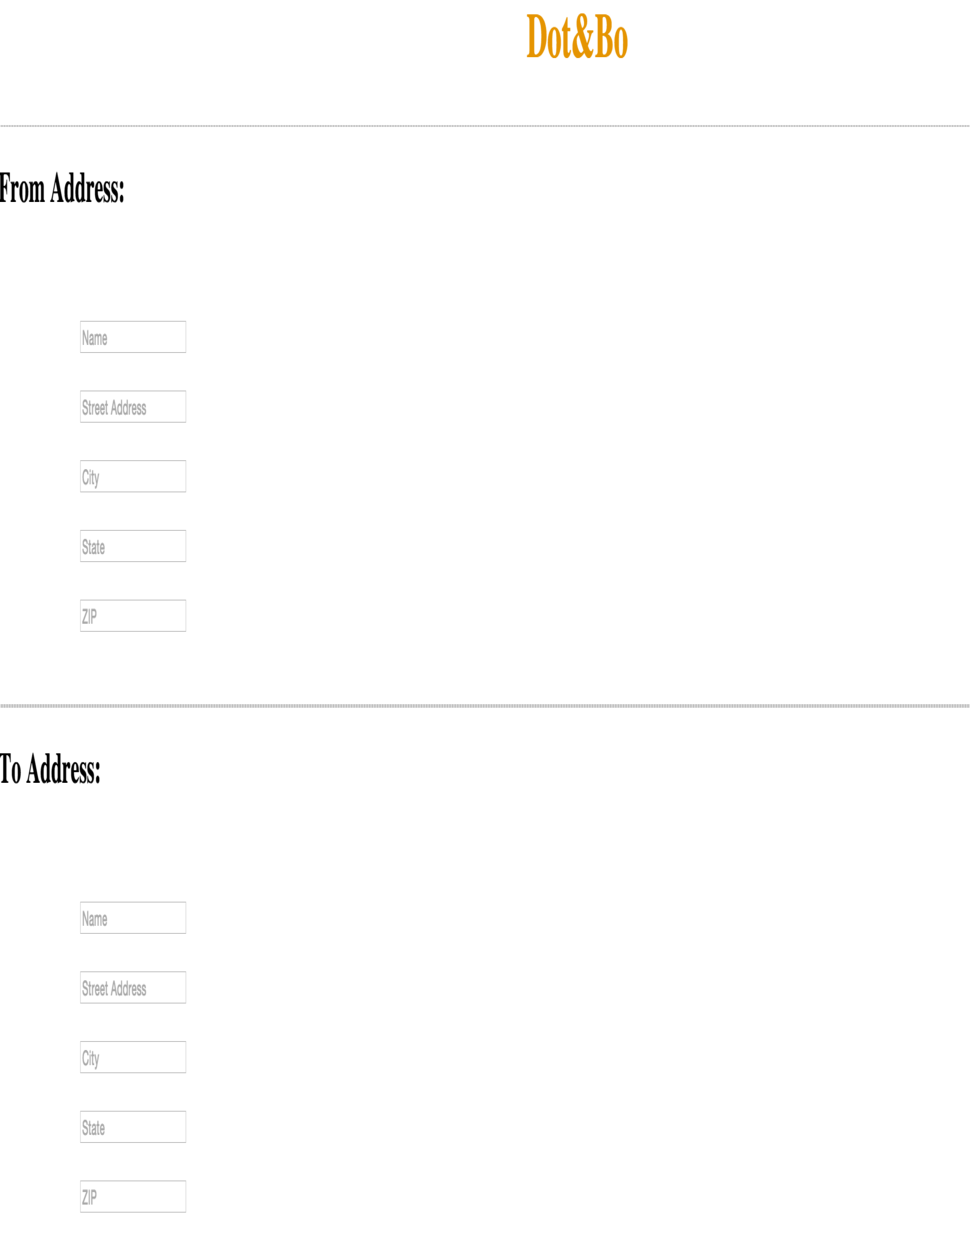 Dot&Bo
From Address:
Name
Street Address
City
State
ZIP
To Address:
Name
Street Address
City
State
ZIP